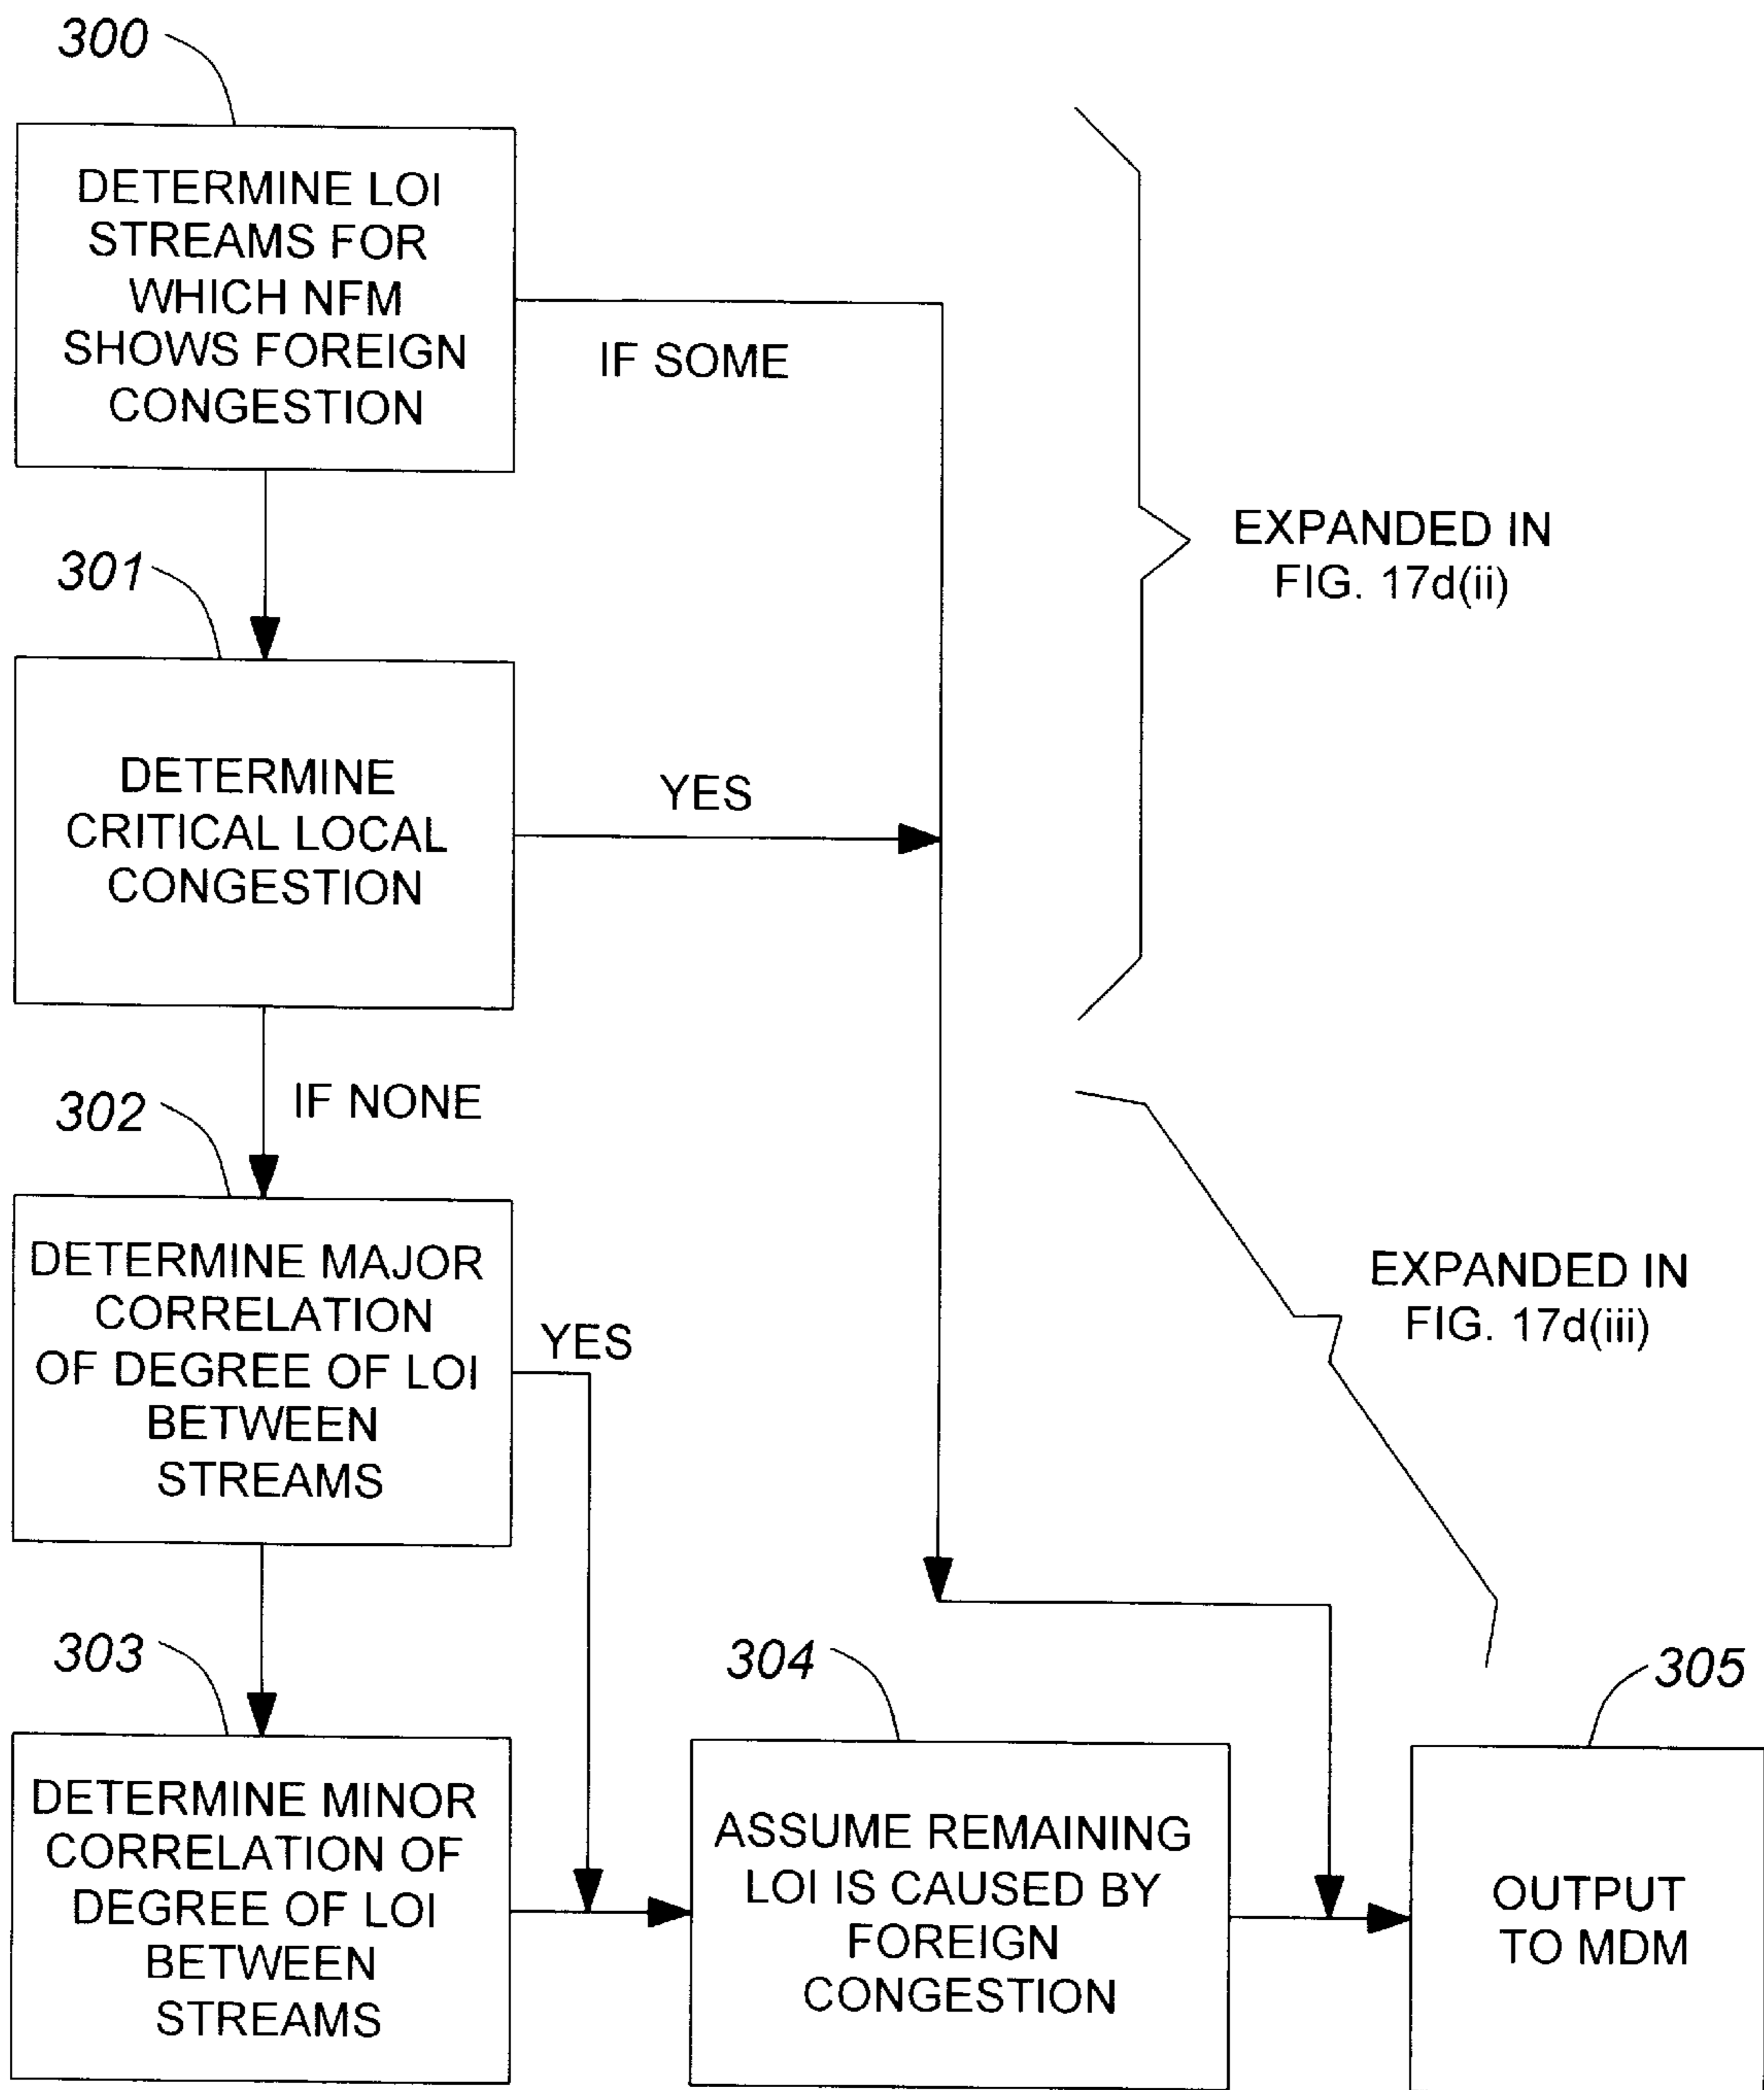 300
DETERMINE LOI
STREAMS FOR
WHICH NFM
SHOWS FOREIGN
CONGESTION
IF SOME
EXPANDED IN
FIG. 17d(ii)
301
DETERMINE
CRITICAL LOCAL
CONGESTION
YES
IF NONE
302
DETERMINE MAJOR
CORRELATION
OF DEGREE OF LOI
BETWEEN
STREAMS
YES
EXPANDED IN
FIG. 17d(iii)
303
DETERMINE MINOR
CORRELATION OF
DEGREE OF LOI
BETWEEN
STREAMS
304
ASSUME REMAINING
LOI IS CAUSED BY
FOREIGN
CONGESTION
305
OUTPUT
TO MDM